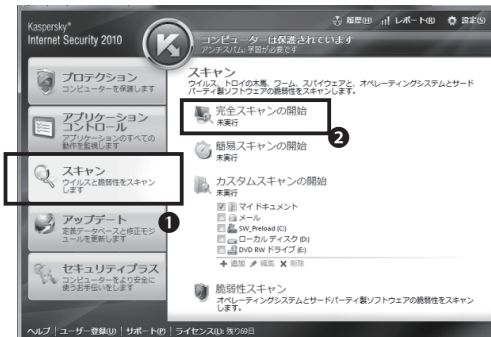 Kaspersky
Internet Security 2010
履歴(H) レポート(R) 設定(S)
コンピューターは保護されています
アンチスパム: 学習が必要です
プロテクション
コンピューターを保護します
アプリケーション
コントロール
アプリケーションのすべての
動作を監視します
スキャン
ウイルスと脆弱性をスキャン
します
❶
アップデート
定義データベースと修正モジ
ュールを更新します
セキュリティプラス
コンピューターをより安全に
使うお手伝いをします
スキャン
ウイルス、トロイの木馬、ワーム、スパイウェアと、オペレーティングシステムとサード
パーティ製ソフトウェアの脆弱性をスキャンします。
完全スキャンの開始
未実行
❷
簡易スキャンの開始
未実行
カスタムスキャンの開始
未実行
マイ ドキュメント
メール
SW_Preload (C)
ローカル ディスク (D:)
DVD RW ドライブ (E:)
追加 編集 削除
脆弱性スキャン
オペレーティングシステムとサードパーティ製ソフトウェアの脆弱性をスキャン
します。
ヘルプ | ユーザー登録(U) | サポート(P) | ライセンス(L): 残り69日